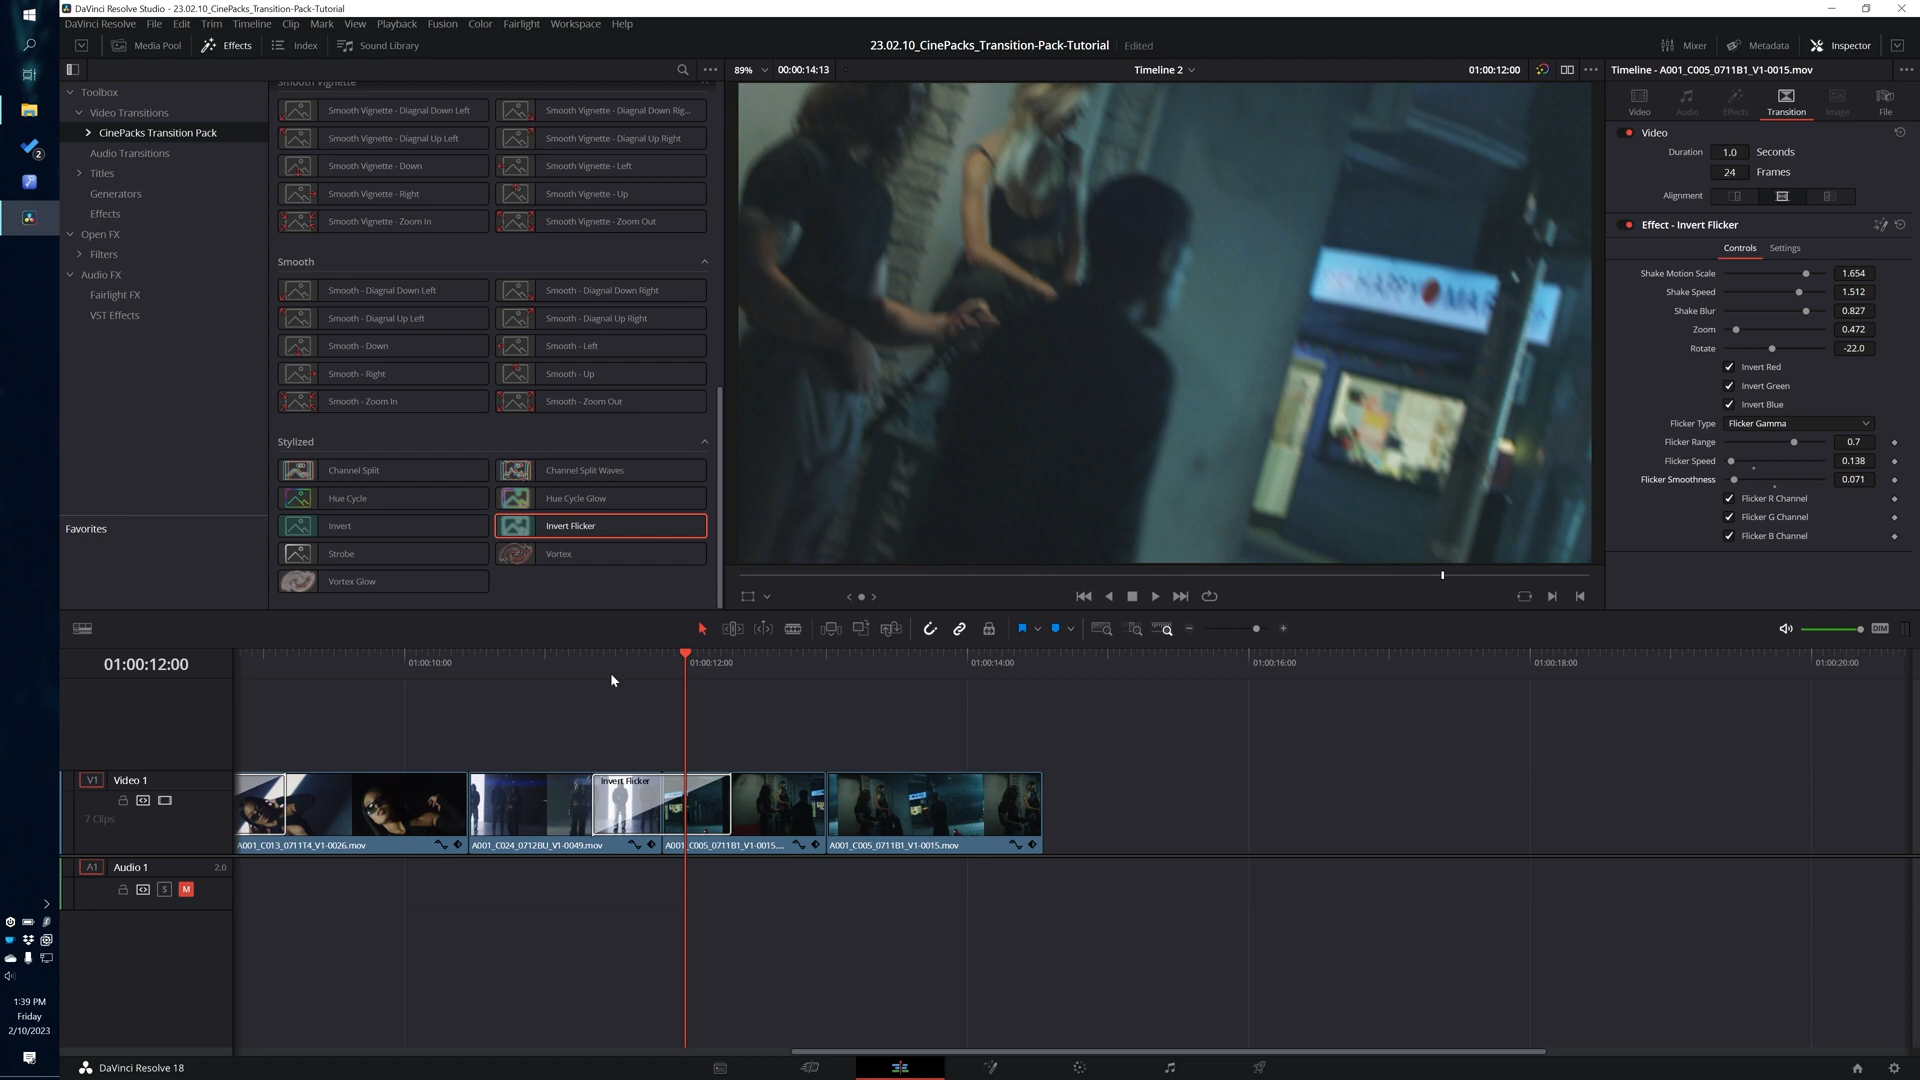 DaVinci Resolve Studio - 23.02.10_CinePacks_Transition-Pack-Tutorial
DaVinci Resolve File Edit Trim Timeline Clip Mark View Playback Fusion Color Fairlight Workspace Help
Media Pool Effects Index Sound Library
23.02.10_CinePacks_Transition-Pack-Tutorial Edited
Mixer Metadata Inspector
89% 00:00:14:13 Timeline 2 01:00:12:00
Timeline - A001_C005_0711B1_V1-0015.mov
Toolbox
Video Transitions
CinePacks Transition Pack
Audio Transitions
Titles
Generators
Effects
Open FX
Filters
Audio FX
Fairlight FX
VST Effects
Favorites
Smooth Vignette
Smooth Vignette - Diagnal Down Left
Smooth Vignette - Diagnal Down Rig...
Smooth Vignette - Diagnal Up Left
Smooth Vignette - Diagnal Up Right
Smooth Vignette - Down
Smooth Vignette - Left
Smooth Vignette - Right
Smooth Vignette - Up
Smooth Vignette - Zoom In
Smooth Vignette - Zoom Out
Smooth
Smooth - Diagnal Down Left
Smooth - Diagnal Down Right
Smooth - Diagnal Up Left
Smooth - Diagnal Up Right
Smooth - Down
Smooth - Left
Smooth - Right
Smooth - Up
Smooth - Zoom In
Smooth - Zoom Out
Stylized
Channel Split
Channel Split Waves
Hue Cycle
Hue Cycle Glow
Invert
Invert Flicker
Strobe
Vortex
Vortex Glow
Video Audio Effects Transition Image File
Video
Duration 1.0 Seconds
24 Frames
Alignment
Effect - Invert Flicker
Controls Settings
Shake Motion Scale 1.654
Shake Speed 1.512
Shake Blur 0.827
Zoom 0.472
Rotate -22.0
Invert Red
Invert Green
Invert Blue
Flicker Type Flicker Gamma
Flicker Range 0.7
Flicker Speed 0.138
Flicker Smoothness 0.071
Flicker R Channel
Flicker G Channel
Flicker B Channel
DIM
01:00:12:00
01:00:10:00 01:00:12:00 01:00:14:00 01:00:16:00 01:00:18:00 01:00:20:00
V1 Video 1
7 Clips
Invert Flicker
A001_C013_0711T4_V1-0026.mov
A001_C024_0712BU_V1-0049.mov
A001_C005_0711B1_V1-0015....
A001_C005_0711B1_V1-0015.mov
A1 Audio 1 2.0
S M
2
1:39 PM
Friday
2/10/2023
DaVinci Resolve 18